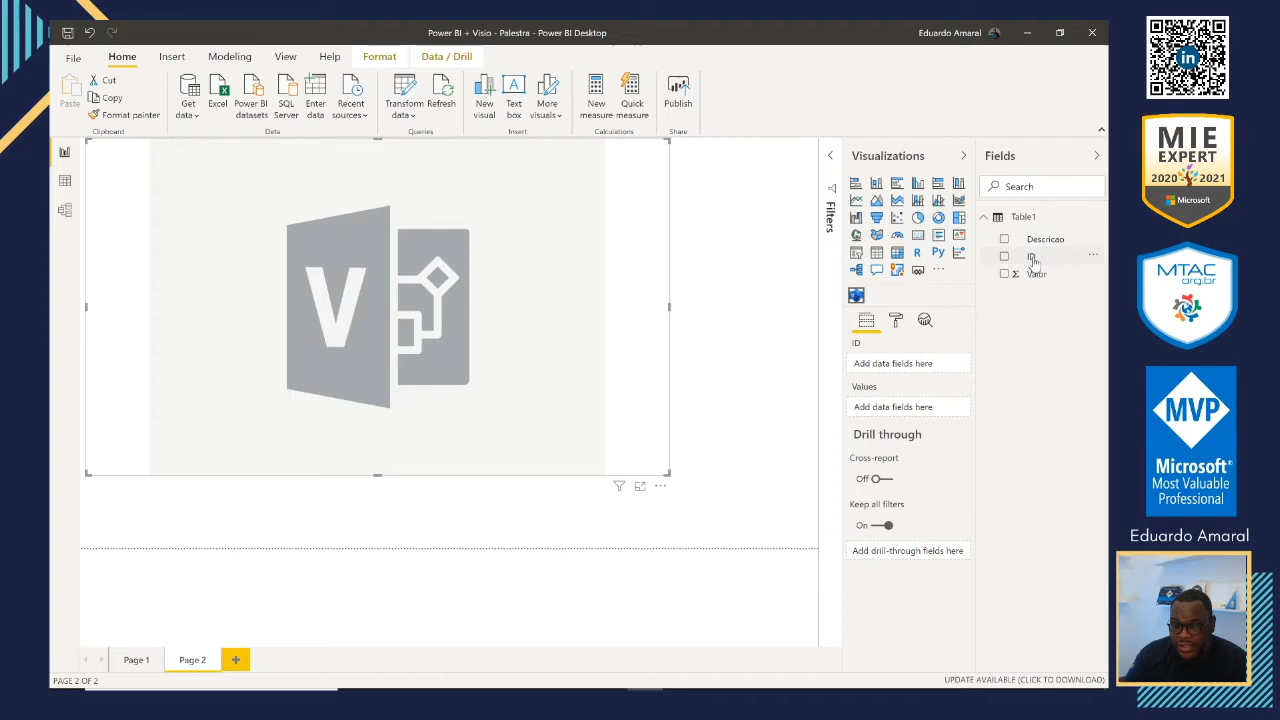 Power BI + Visio - Palestra - Power BI Desktop
Eduardo Amaral
File
Home
Insert
Modeling
View
Help
Format
Data / Drill
Paste
Cut
Copy
Format painter
Clipboard
Get data
Excel
Power BI datasets
SQL Server
Enter data
Recent sources
Data
Transform data
Refresh
Queries
New visual
Text box
More visuals
Insert
New measure
Quick measure
Calculations
Publish
Share
V
Filters
Visualizations
R
Py
ID
Add data fields here
Values
Add data fields here
Drill through
Cross-report
Off
Keep all filters
On
Add drill-through fields here
Fields
Search
Table1
Descricao
ID
Valor
Page 1
Page 2
PAGE 2 OF 2
UPDATE AVAILABLE (CLICK TO DOWNLOAD)
in
MIE
EXPERT
2020 2021
Microsoft
MTAC
org.br
MVP
Microsoft®
Most Valuable
Professional
Eduardo Amaral